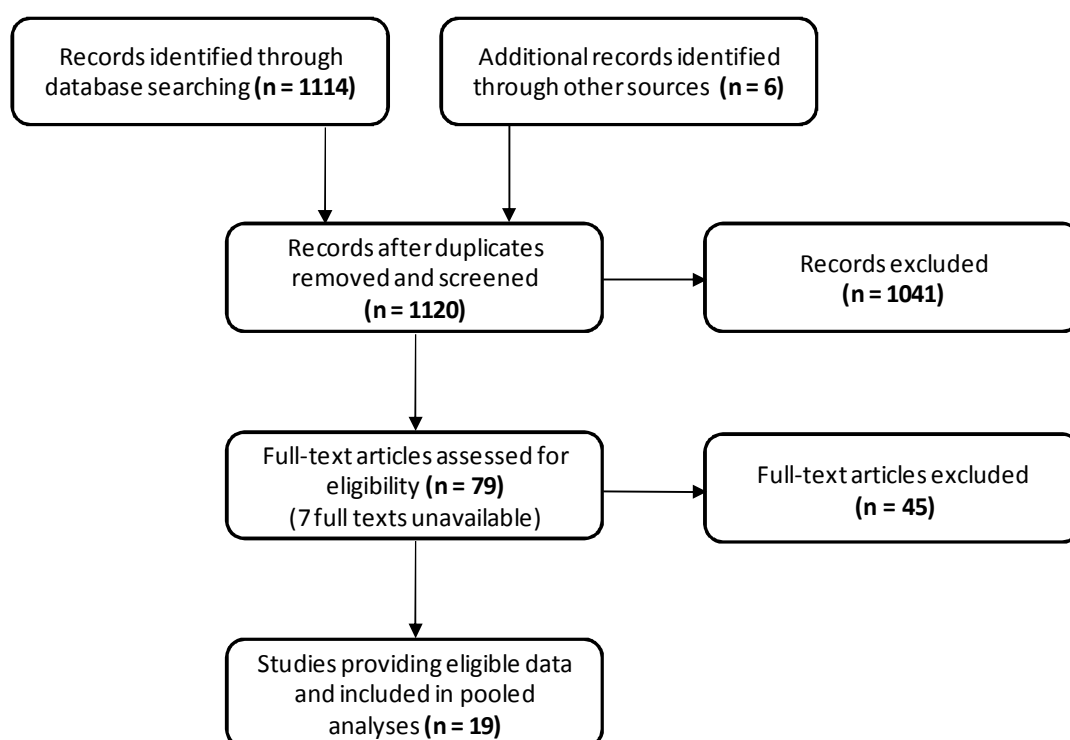 Records identified through
database searching (n = 1114)
Additional records identified
through other sources (n = 6)
Records after duplicates
removed and screened
(n = 1120)
Records excluded
(n = 1041)
Full-text articles assessed for
eligibility (n = 79)
(7 full texts unavailable)
Full-text articles excluded
(n = 45)
Studies providing eligible data
and included in pooled
analyses (n = 19)